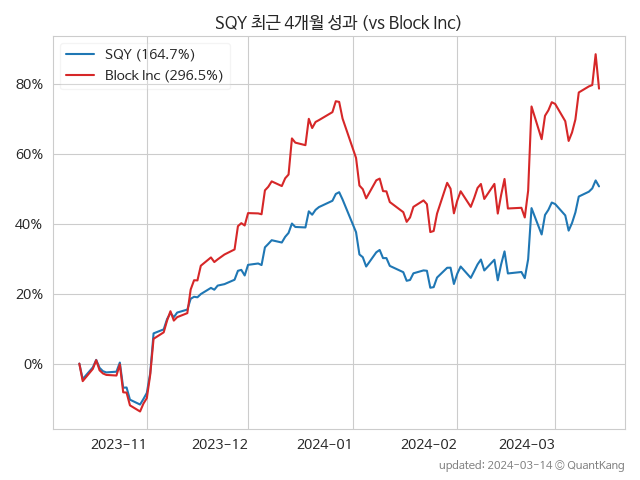 SQY 최근 4개월 성과 (vs Block Inc)
SQY (164.7%)
Block Inc (296.5%)
80%
60%
40%
20%
0%
2023-11
2023-12
2024-01
2024-02
2024-03
updated: 2024-03-14 © QuantKang